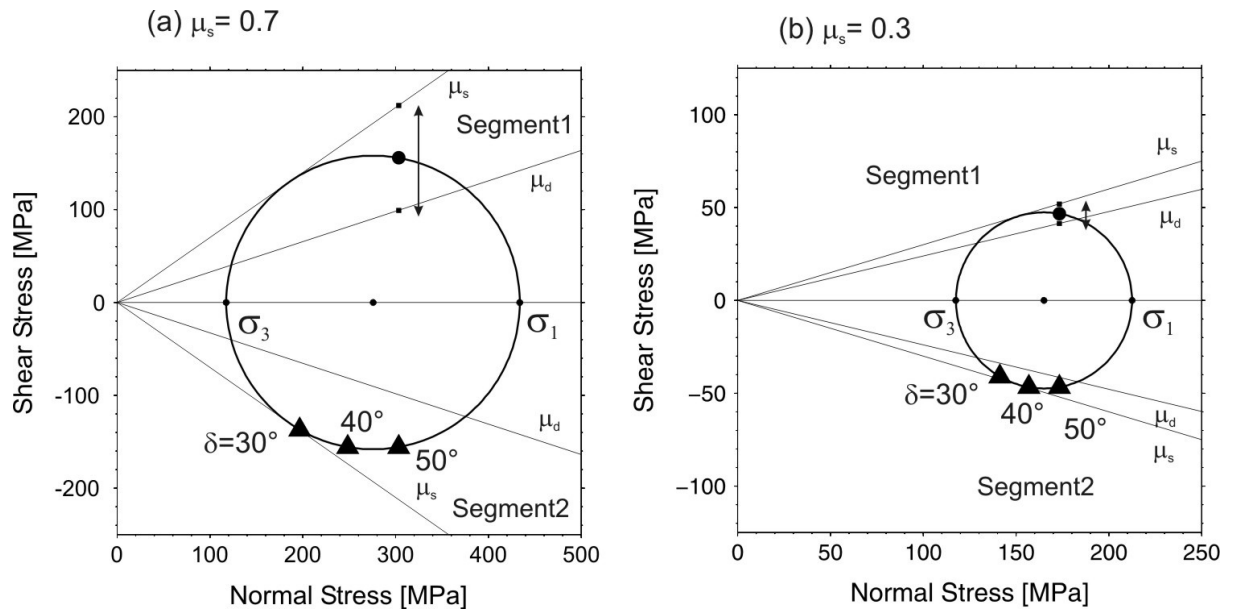 (a) μs= 0.7
Shear Stress [MPa]
200
100
0
-100
-200
μs
Segment1
μd
σ3
σ1
δ=30°
40°
50°
μd
μs
Segment2
0
100
200
300
400
500
Normal Stress [MPa]
(b) μs= 0.3
Shear Stress [MPa]
100
50
0
−50
−100
Segment1
μs
μd
σ3
σ1
δ=30°
40°
50°
μd
μs
Segment2
0
50
100
150
200
250
Normal Stress [MPa]